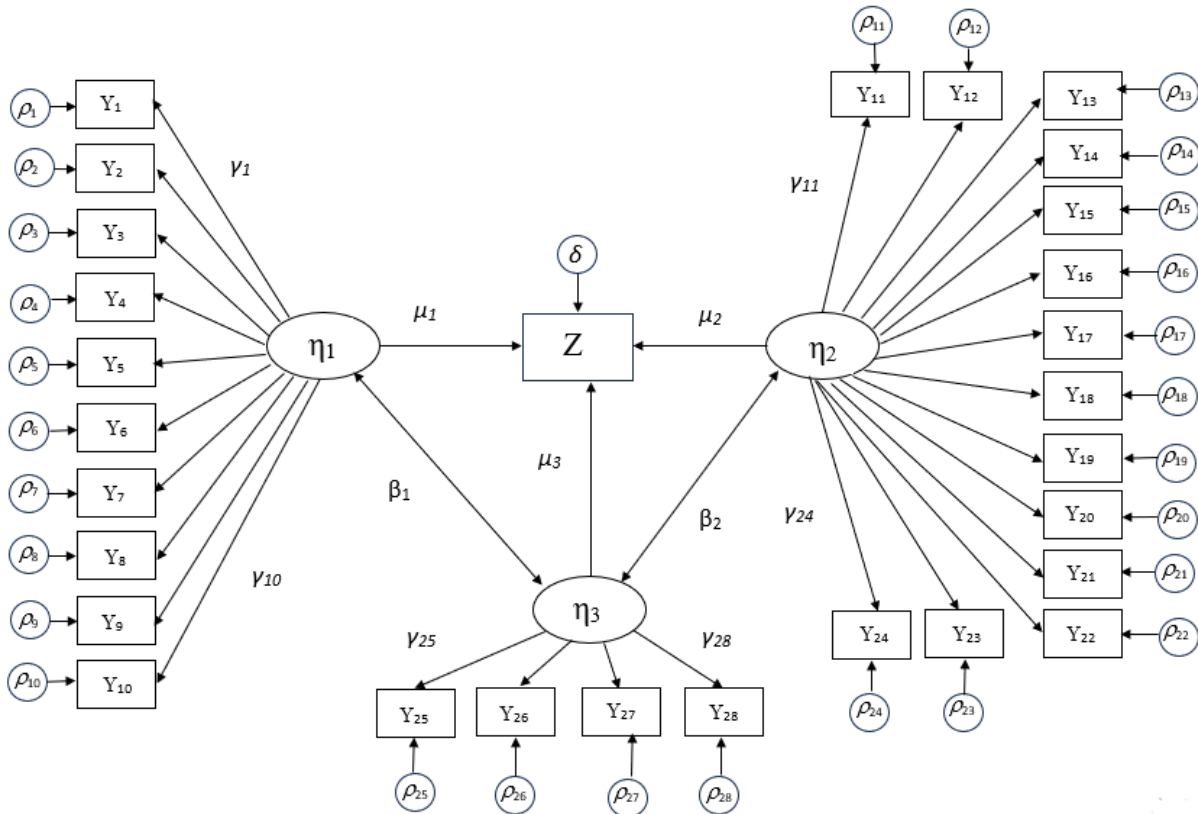 ρ₁ Y₁
ρ₂ Y₂
ρ₃ Y₃
ρ₄ Y₄
ρ₅ Y₅
ρ₆ Y₆
ρ₇ Y₇
ρ₈ Y₈
ρ₉ Y₉
ρ₁₀ Y₁₀
γ₁
γ₁₀
η₁
μ₁
δ
Z
μ₂
η₂
μ₃
β₁
β₂
η₃
γ₂₅
γ₂₈
Y₂₅ Y₂₆ Y₂₇ Y₂₈
ρ₂₅ ρ₂₆ ρ₂₇ ρ₂₈
ρ₁₁ ρ₁₂
Y₁₁ Y₁₂
γ₁₁
γ₂₄
Y₁₃ ρ₁₃
Y₁₄ ρ₁₄
Y₁₅ ρ₁₅
Y₁₆ ρ₁₆
Y₁₇ ρ₁₇
Y₁₈ ρ₁₈
Y₁₉ ρ₁₉
Y₂₀ ρ₂₀
Y₂₁ ρ₂₁
Y₂₂ ρ₂₂
Y₂₄ Y₂₃
ρ₂₄ ρ₂₃